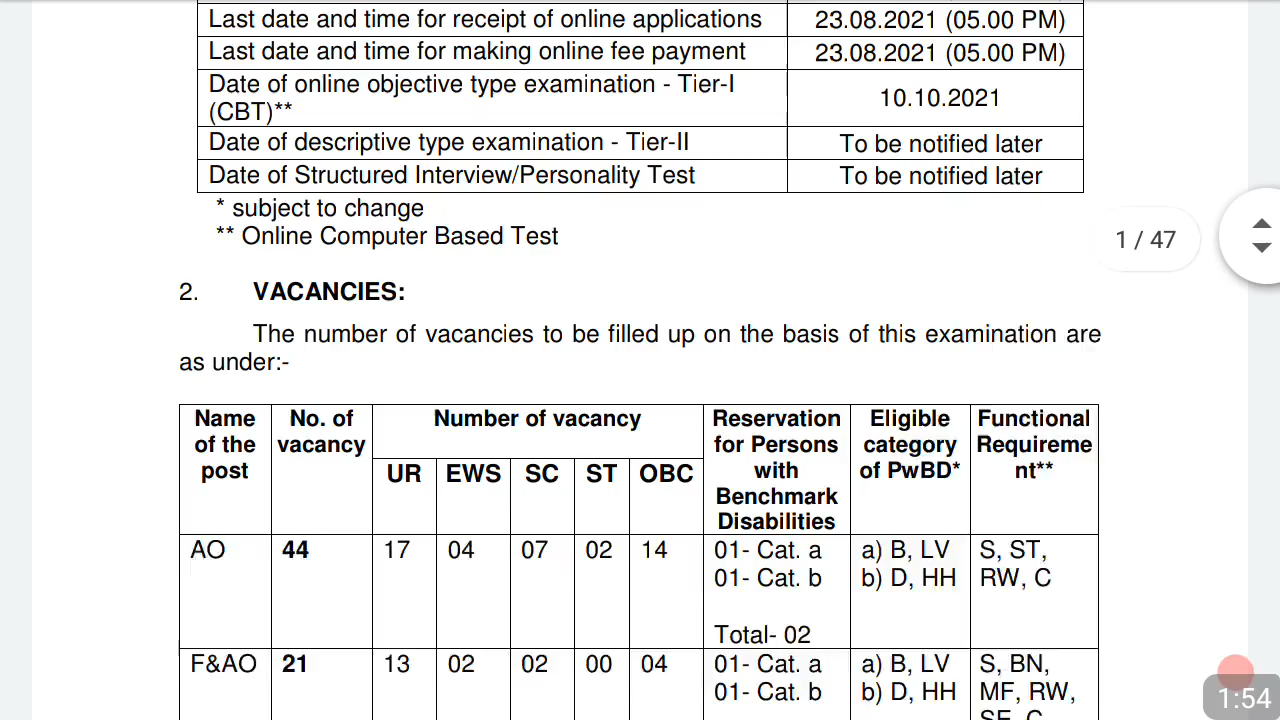 Last date and time for receipt of online applications 23.08.2021 (05.00 PM)
Last date and time for making online fee payment 23.08.2021 (05.00 PM)
Date of online objective type examination - Tier-I
(CBT)** 10.10.2021
Date of descriptive type examination - Tier-II To be notified later
Date of Structured Interview/Personality Test To be notified later
* subject to change
** Online Computer Based Test
1 / 47
2. VACANCIES:
The number of vacancies to be filled up on the basis of this examination are
as under:-
Name of the post No. of vacancy Number of vacancy Reservation for Persons with Benchmark Disabilities Eligible category of PwBD* Functional Requireme nt**
UR EWS SC ST OBC
AO 44 17 04 07 02 14 01- Cat. a a) B, LV S, ST,
01- Cat. b b) D, HH RW, C
Total- 02
F&AO 21 13 02 02 00 04 01- Cat. a a) B, LV S, BN,
01- Cat. b b) D, HH MF, RW,
SE, C
1:54